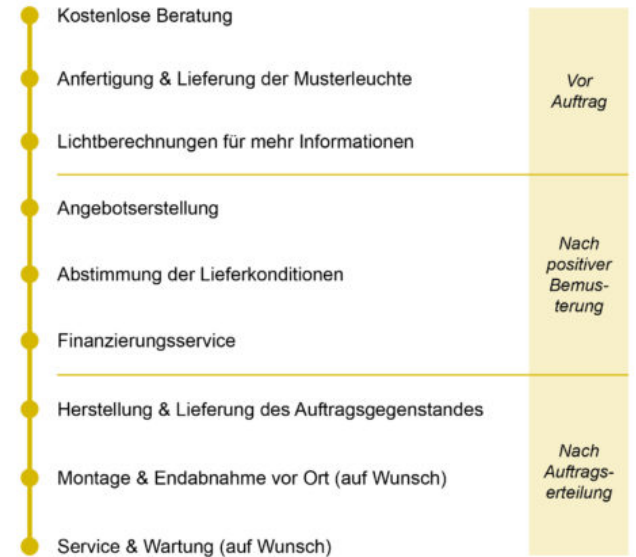 Kostenlose Beratung
Anfertigung & Lieferung der Musterleuchte
Lichtberechnungen für mehr Informationen
Vor
Auftrag
Angebotserstellung
Abstimmung der Lieferkonditionen
Finanzierungsservice
Nach
positiver
Bemus-
terung
Herstellung & Lieferung des Auftragsgegenstandes
Montage & Endabnahme vor Ort (auf Wunsch)
Service & Wartung (auf Wunsch)
Nach
Auftrags-
erteilung